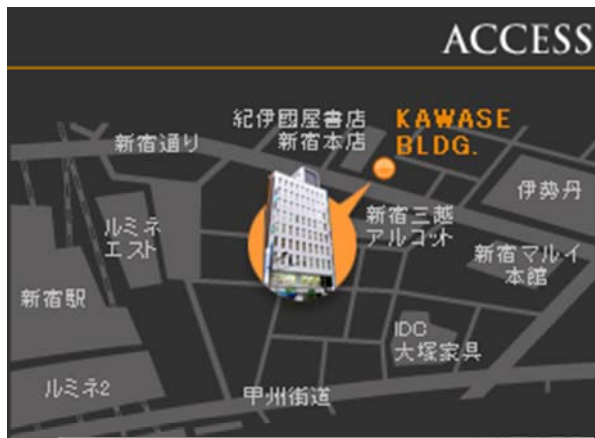 ACCESS
紀伊國屋書店
新宿本店
KAWASE
BLDG.
新宿通り
伊勢丹
ルミネ
エスト
新宿三越
アルコット
新宿マルイ
本館
新宿駅
IDC
大塚家具
ルミネ2
甲州街道